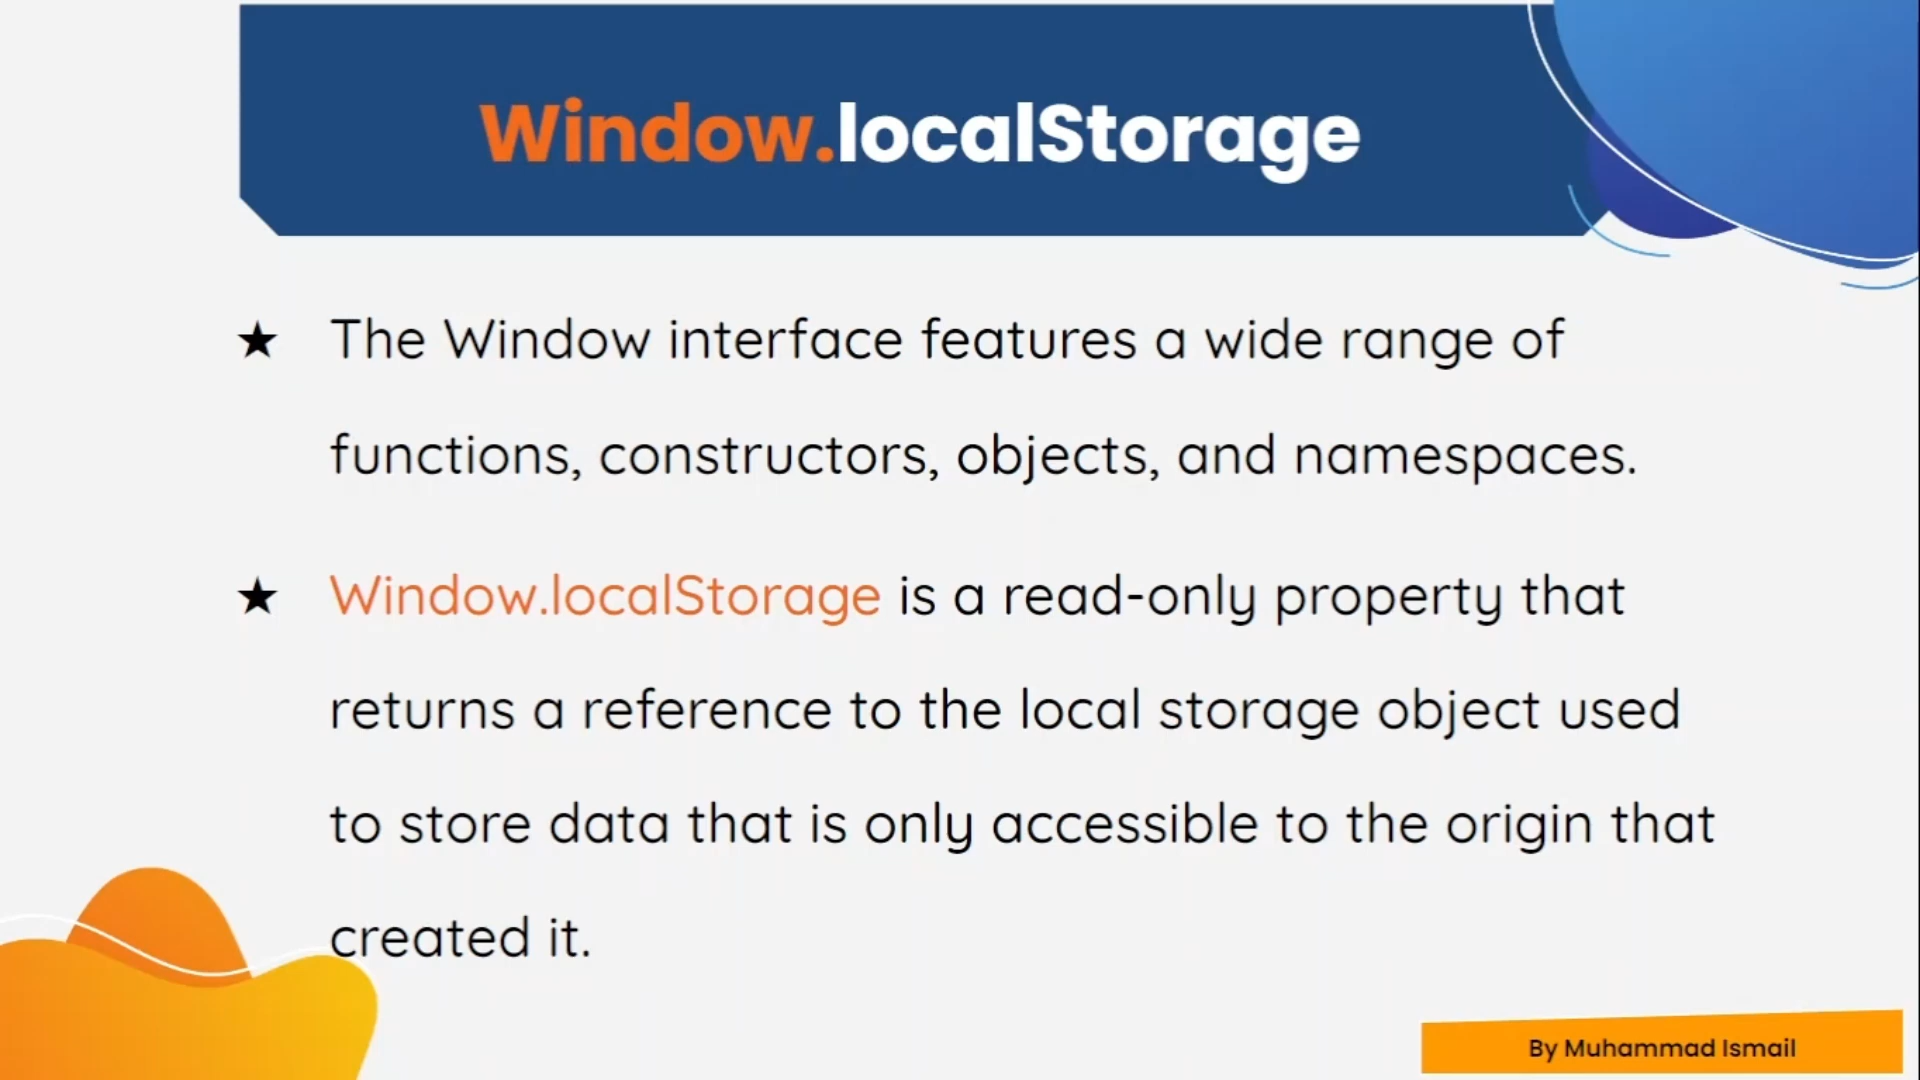 Window.localStorage
★ The Window interface features a wide range of
functions, constructors, objects, and namespaces.
★ Window.localStorage is a read-only property that
returns a reference to the local storage object used
to store data that is only accessible to the origin that
created it.
By Muhammad Ismail